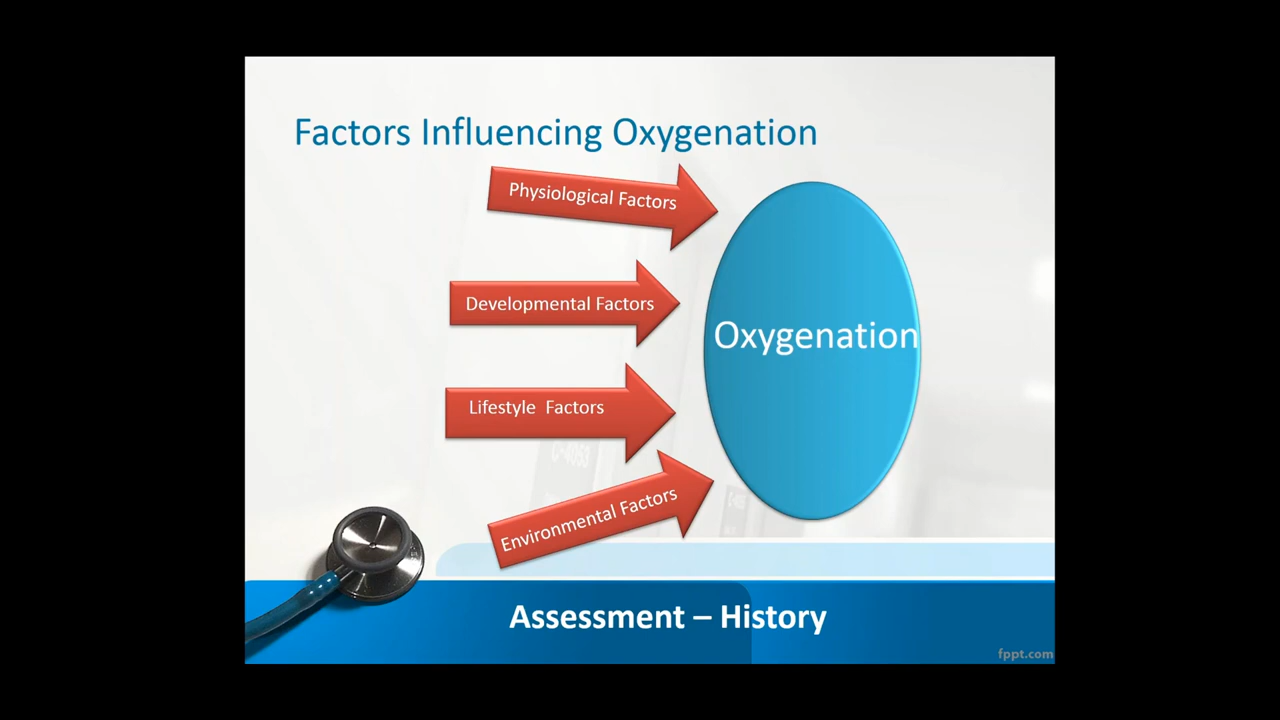 Factors Influencing Oxygenation
Physiological Factors
Developmental Factors
Oxygenation
Lifestyle  Factors
Environmental Factors
Assessment – History
fppt.com